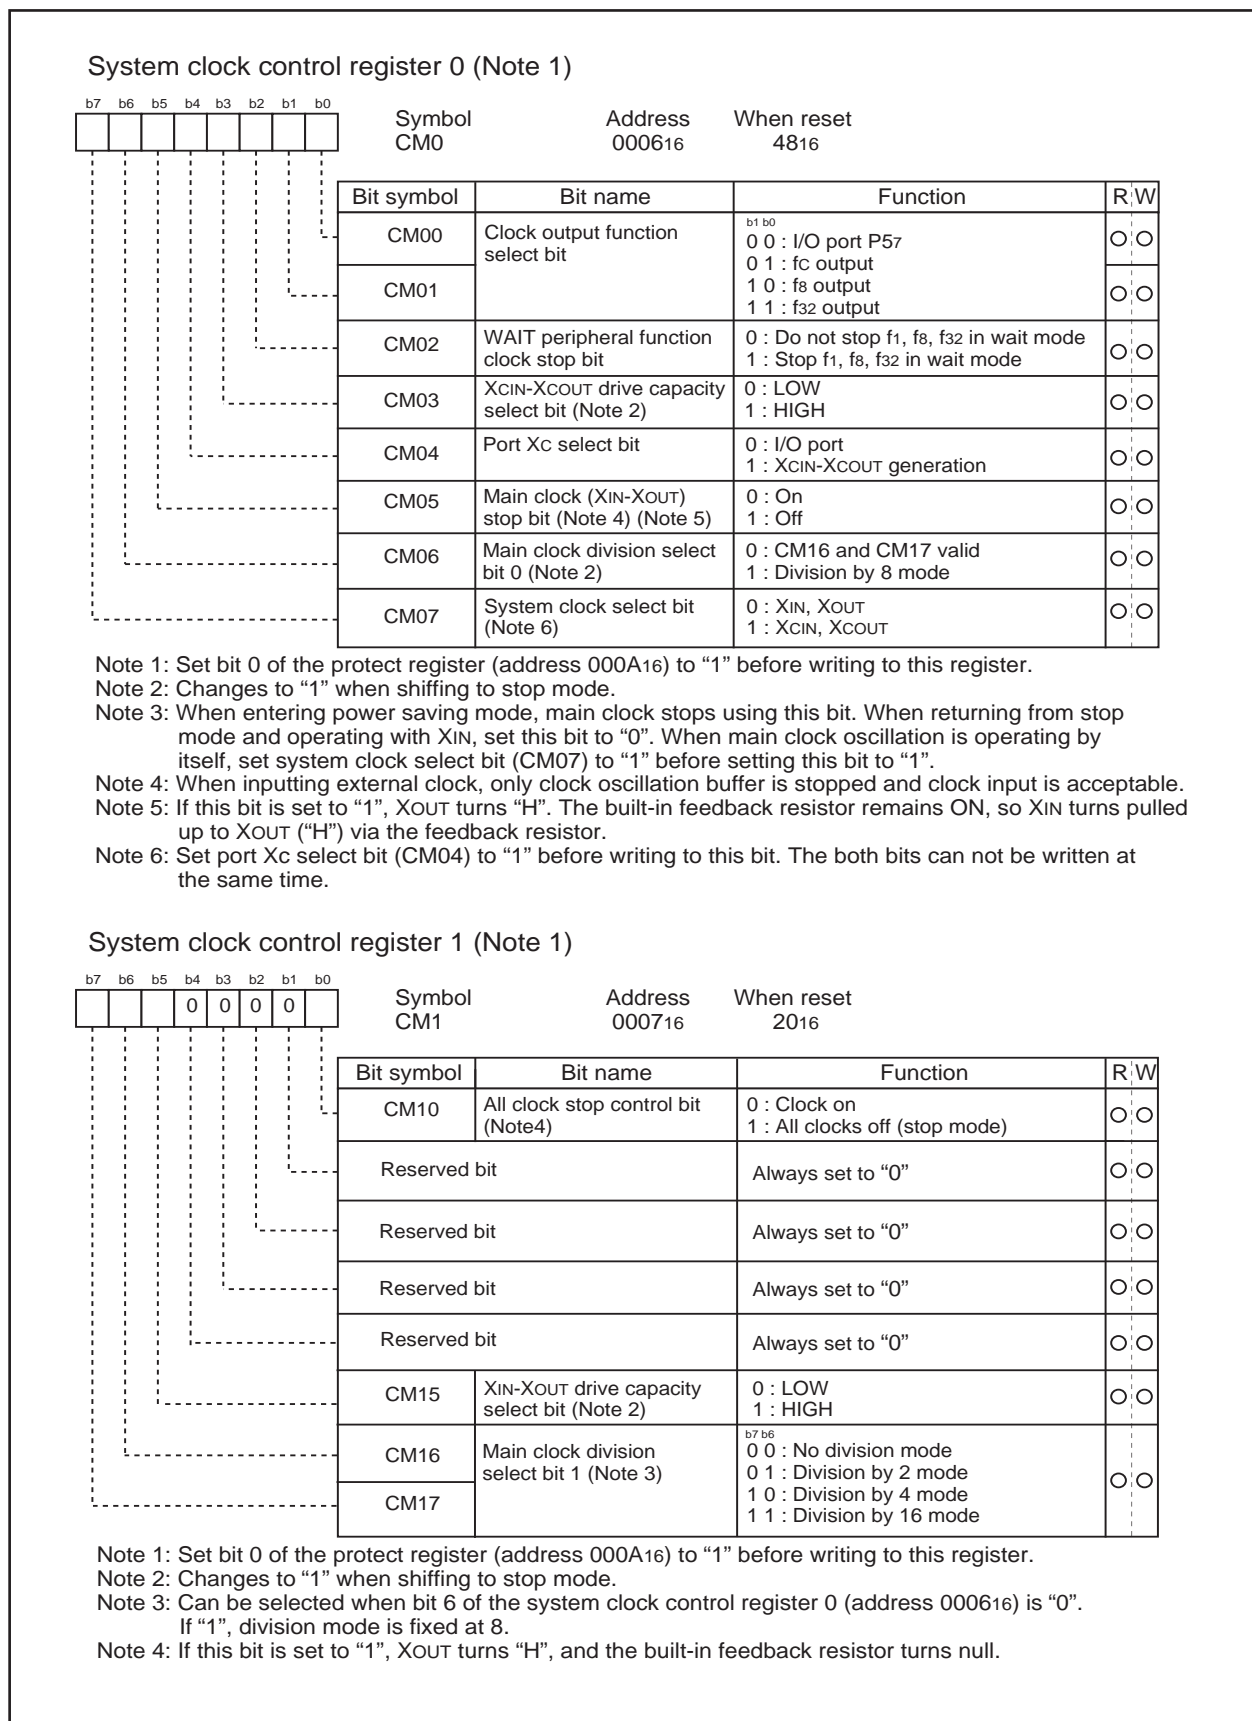 System clock control register 0 (Note 1)
b7 b6 b5 b4 b3 b2 b1 b0
Symbol Address When reset
CM0 000616 4816
Bit symbol Bit name Function R W
CM00 Clock output function
select bit
b1 b0
0 0 : I/O port P57
0 1 : fC output
1 0 : f8 output
1 1 : f32 output
CM01
CM02 WAIT peripheral function
clock stop bit
0 : Do not stop f1, f8, f32 in wait mode
1 : Stop f1, f8, f32 in wait mode
CM03 XCIN-XCOUT drive capacity
select bit (Note 2)
0 : LOW
1 : HIGH
CM04 Port XC select bit
0 : I/O port
1 : XCIN-XCOUT generation
CM05 Main clock (XIN-XOUT)
stop bit (Note 4) (Note 5)
0 : On
1 : Off
CM06 Main clock division select
bit 0 (Note 2)
0 : CM16 and CM17 valid
1 : Division by 8 mode
CM07 System clock select bit
(Note 6)
0 : XIN, XOUT
1 : XCIN, XCOUT
Note 1: Set bit 0 of the protect register (address 000A16) to “1” before writing to this register.
Note 2: Changes to “1” when shiffing to stop mode.
Note 3: When entering power saving mode, main clock stops using this bit. When returning from stop
mode and operating with XIN, set this bit to “0”. When main clock oscillation is operating by
itself, set system clock select bit (CM07) to “1” before setting this bit to “1”.
Note 4: When inputting external clock, only clock oscillation buffer is stopped and clock input is acceptable.
Note 5: If this bit is set to “1”, XOUT turns “H”. The built-in feedback resistor remains ON, so XIN turns pulled
up to XOUT (“H”) via the feedback resistor.
Note 6: Set port Xc select bit (CM04) to “1” before writing to this bit. The both bits can not be written at
the same time.
System clock control register 1 (Note 1)
b7 b6 b5 b4 b3 b2 b1 b0
0 0 0 0
Symbol Address When reset
CM1 000716 2016
Bit symbol Bit name Function R W
CM10 All clock stop control bit
(Note4)
0 : Clock on
1 : All clocks off (stop mode)
Reserved bit Always set to “0”
Reserved bit Always set to “0”
Reserved bit Always set to “0”
Reserved bit Always set to “0”
CM15 XIN-XOUT drive capacity
select bit (Note 2)
0 : LOW
1 : HIGH
CM16 Main clock division
select bit 1 (Note 3)
b7 b6
0 0 : No division mode
0 1 : Division by 2 mode
1 0 : Division by 4 mode
1 1 : Division by 16 mode
CM17
Note 1: Set bit 0 of the protect register (address 000A16) to “1” before writing to this register.
Note 2: Changes to “1” when shiffing to stop mode.
Note 3: Can be selected when bit 6 of the system clock control register 0 (address 000616) is “0”.
If “1”, division mode is fixed at 8.
Note 4: If this bit is set to “1”, XOUT turns “H”, and the built-in feedback resistor turns null.